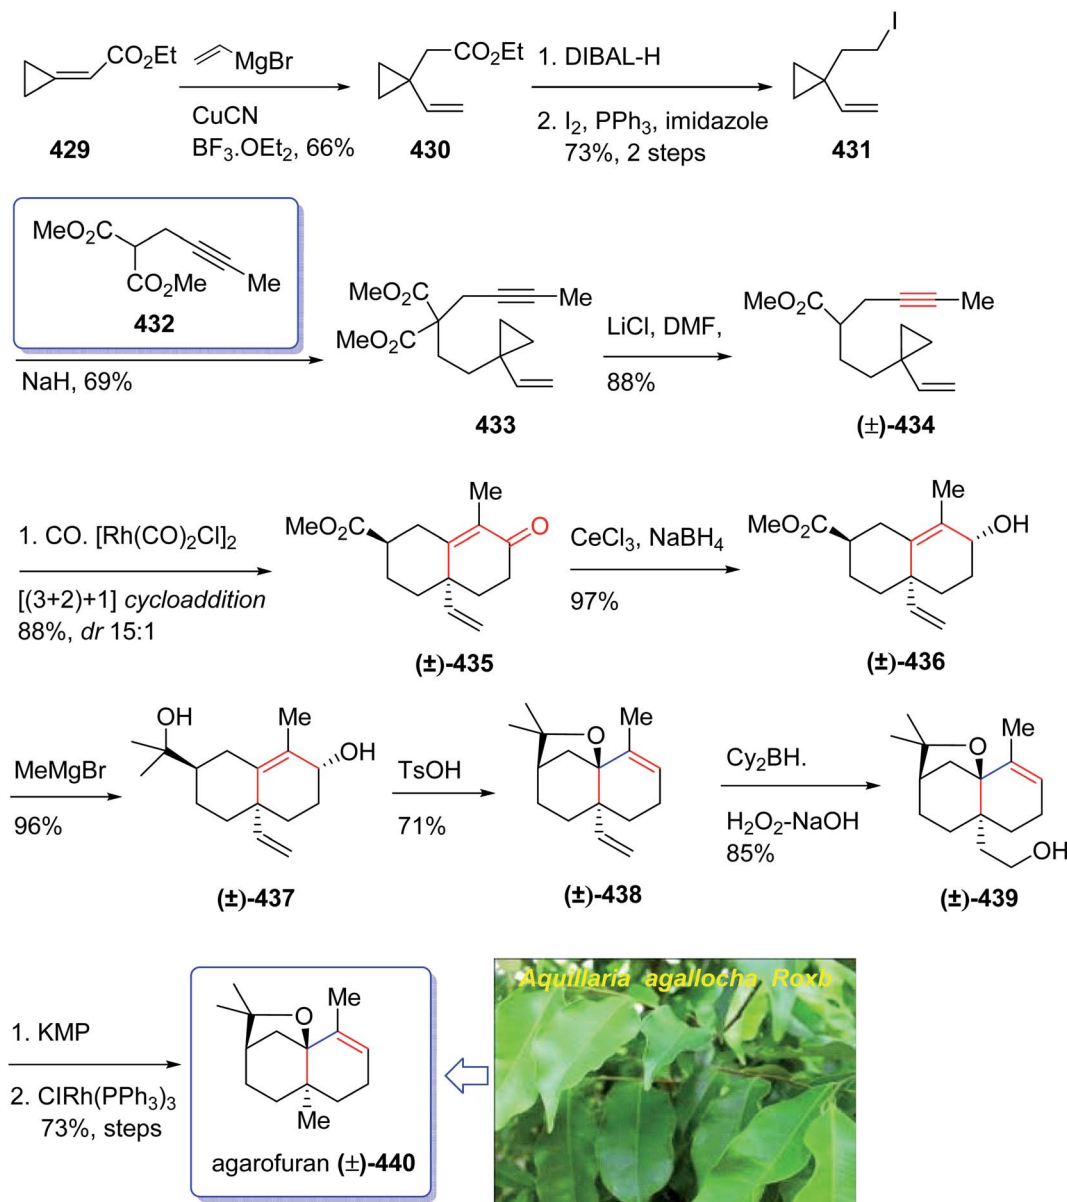 I
CO₂Et
MgBr
CO₂Et
1. DIBAL-H
CuCN
BF₃.OEt₂, 66%
2. I₂, PPh₃, imidazole
73%, 2 steps
429
430
431
MeO₂C
CO₂Me
Me
432
NaH, 69%
MeO₂C
Me
MeO₂C
433
LiCl, DMF,
88%
MeO₂C
Me
(±)-434
1. CO. [Rh(CO)₂Cl]₂
[(3+2)+1] cycloaddition
88%, dr 15:1
Me
MeO₂C
O
(±)-435
CeCl₃, NaBH₄
97%
Me
MeO₂C
OH
(±)-436
MeMgBr
96%
OH
Me
OH
(±)-437
TsOH
71%
O
Me
(±)-438
Cy₂BH.
H₂O₂-NaOH
85%
O
Me
OH
(±)-439
1. KMP
2. ClRh(PPh₃)₃
73%, steps
O
Me
Me
agarofuran (±)-440
Aquillaria agallocha Roxb